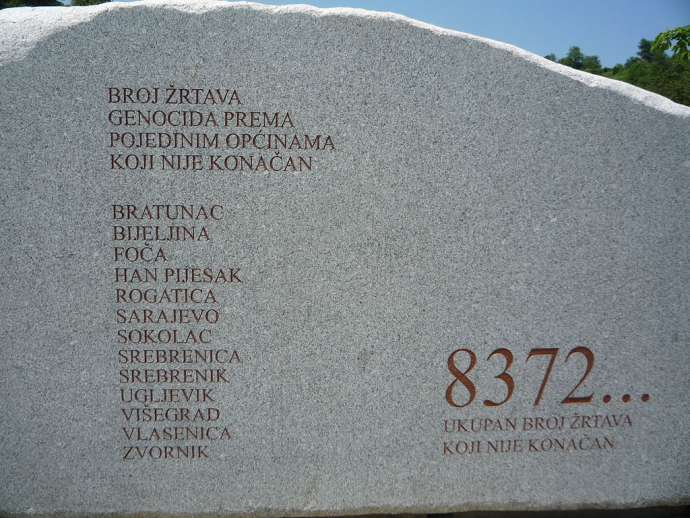 BROJ ŽRTAVA
GENOCIDA PREMA
POJEDINIM OPĆINAMA
KOJI NIJE KONAČAN
BRATUNAC
BIJELJINA
FOČA
HAN PIJESAK
ROGATICA
SARAJEVO
SOKOLAC
SREBRENICA
SREBRENIK
UGLJEVIK
VIŠEGRAD
VLASENICA
ZVORNIK
8372...
UKUPAN BROJ ŽRTAVA
KOJI NIJE KONAČAN